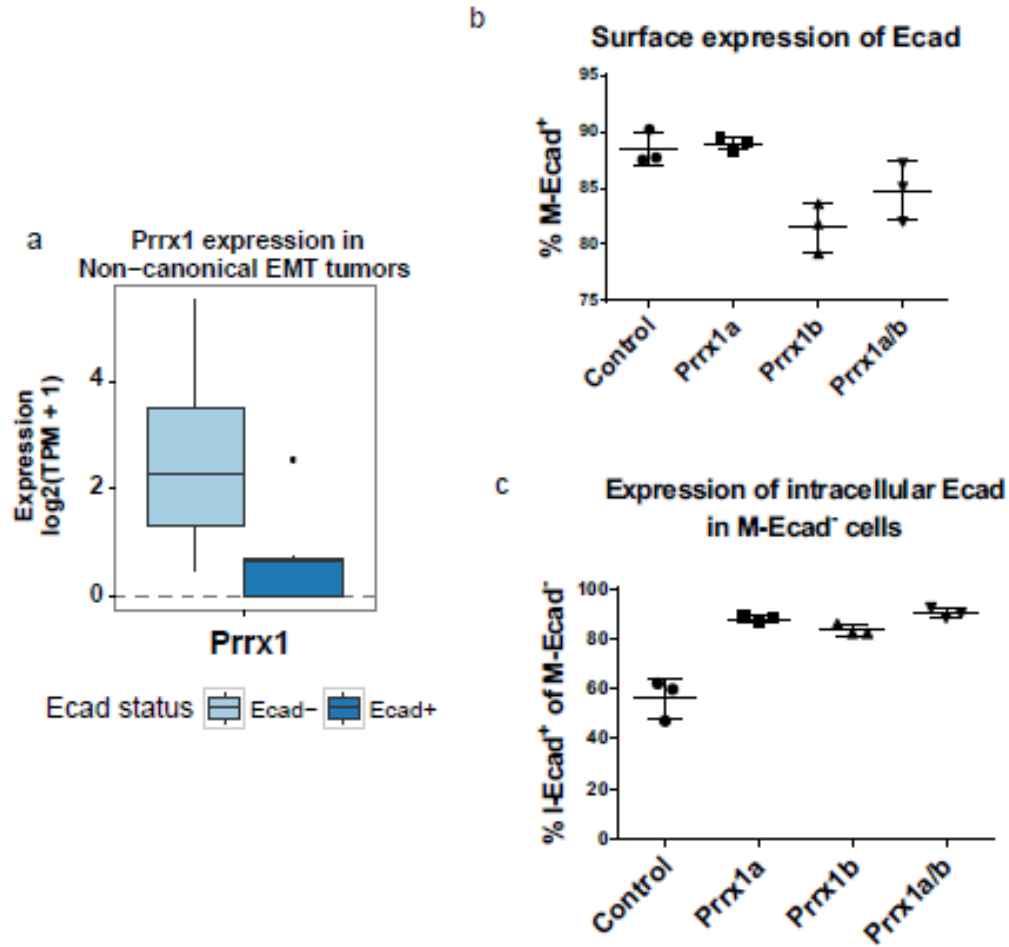 a
Prrx1 expression in
Non−canonical EMT tumors
Expression
log2(TPM + 1)
4
2
0
Prrx1
Ecad status
Ecad−
Ecad+
b
Surface expression of Ecad
% M-Ecad⁺
95
90
85
80
75
Control
Prrx1a
Prrx1b
Prrx1a/b
c
Expression of intracellular Ecad
in M-Ecad⁻ cells
% I-Ecad⁺ of M-Ecad⁻
100
80
60
40
20
0
Control
Prrx1a
Prrx1b
Prrx1a/b